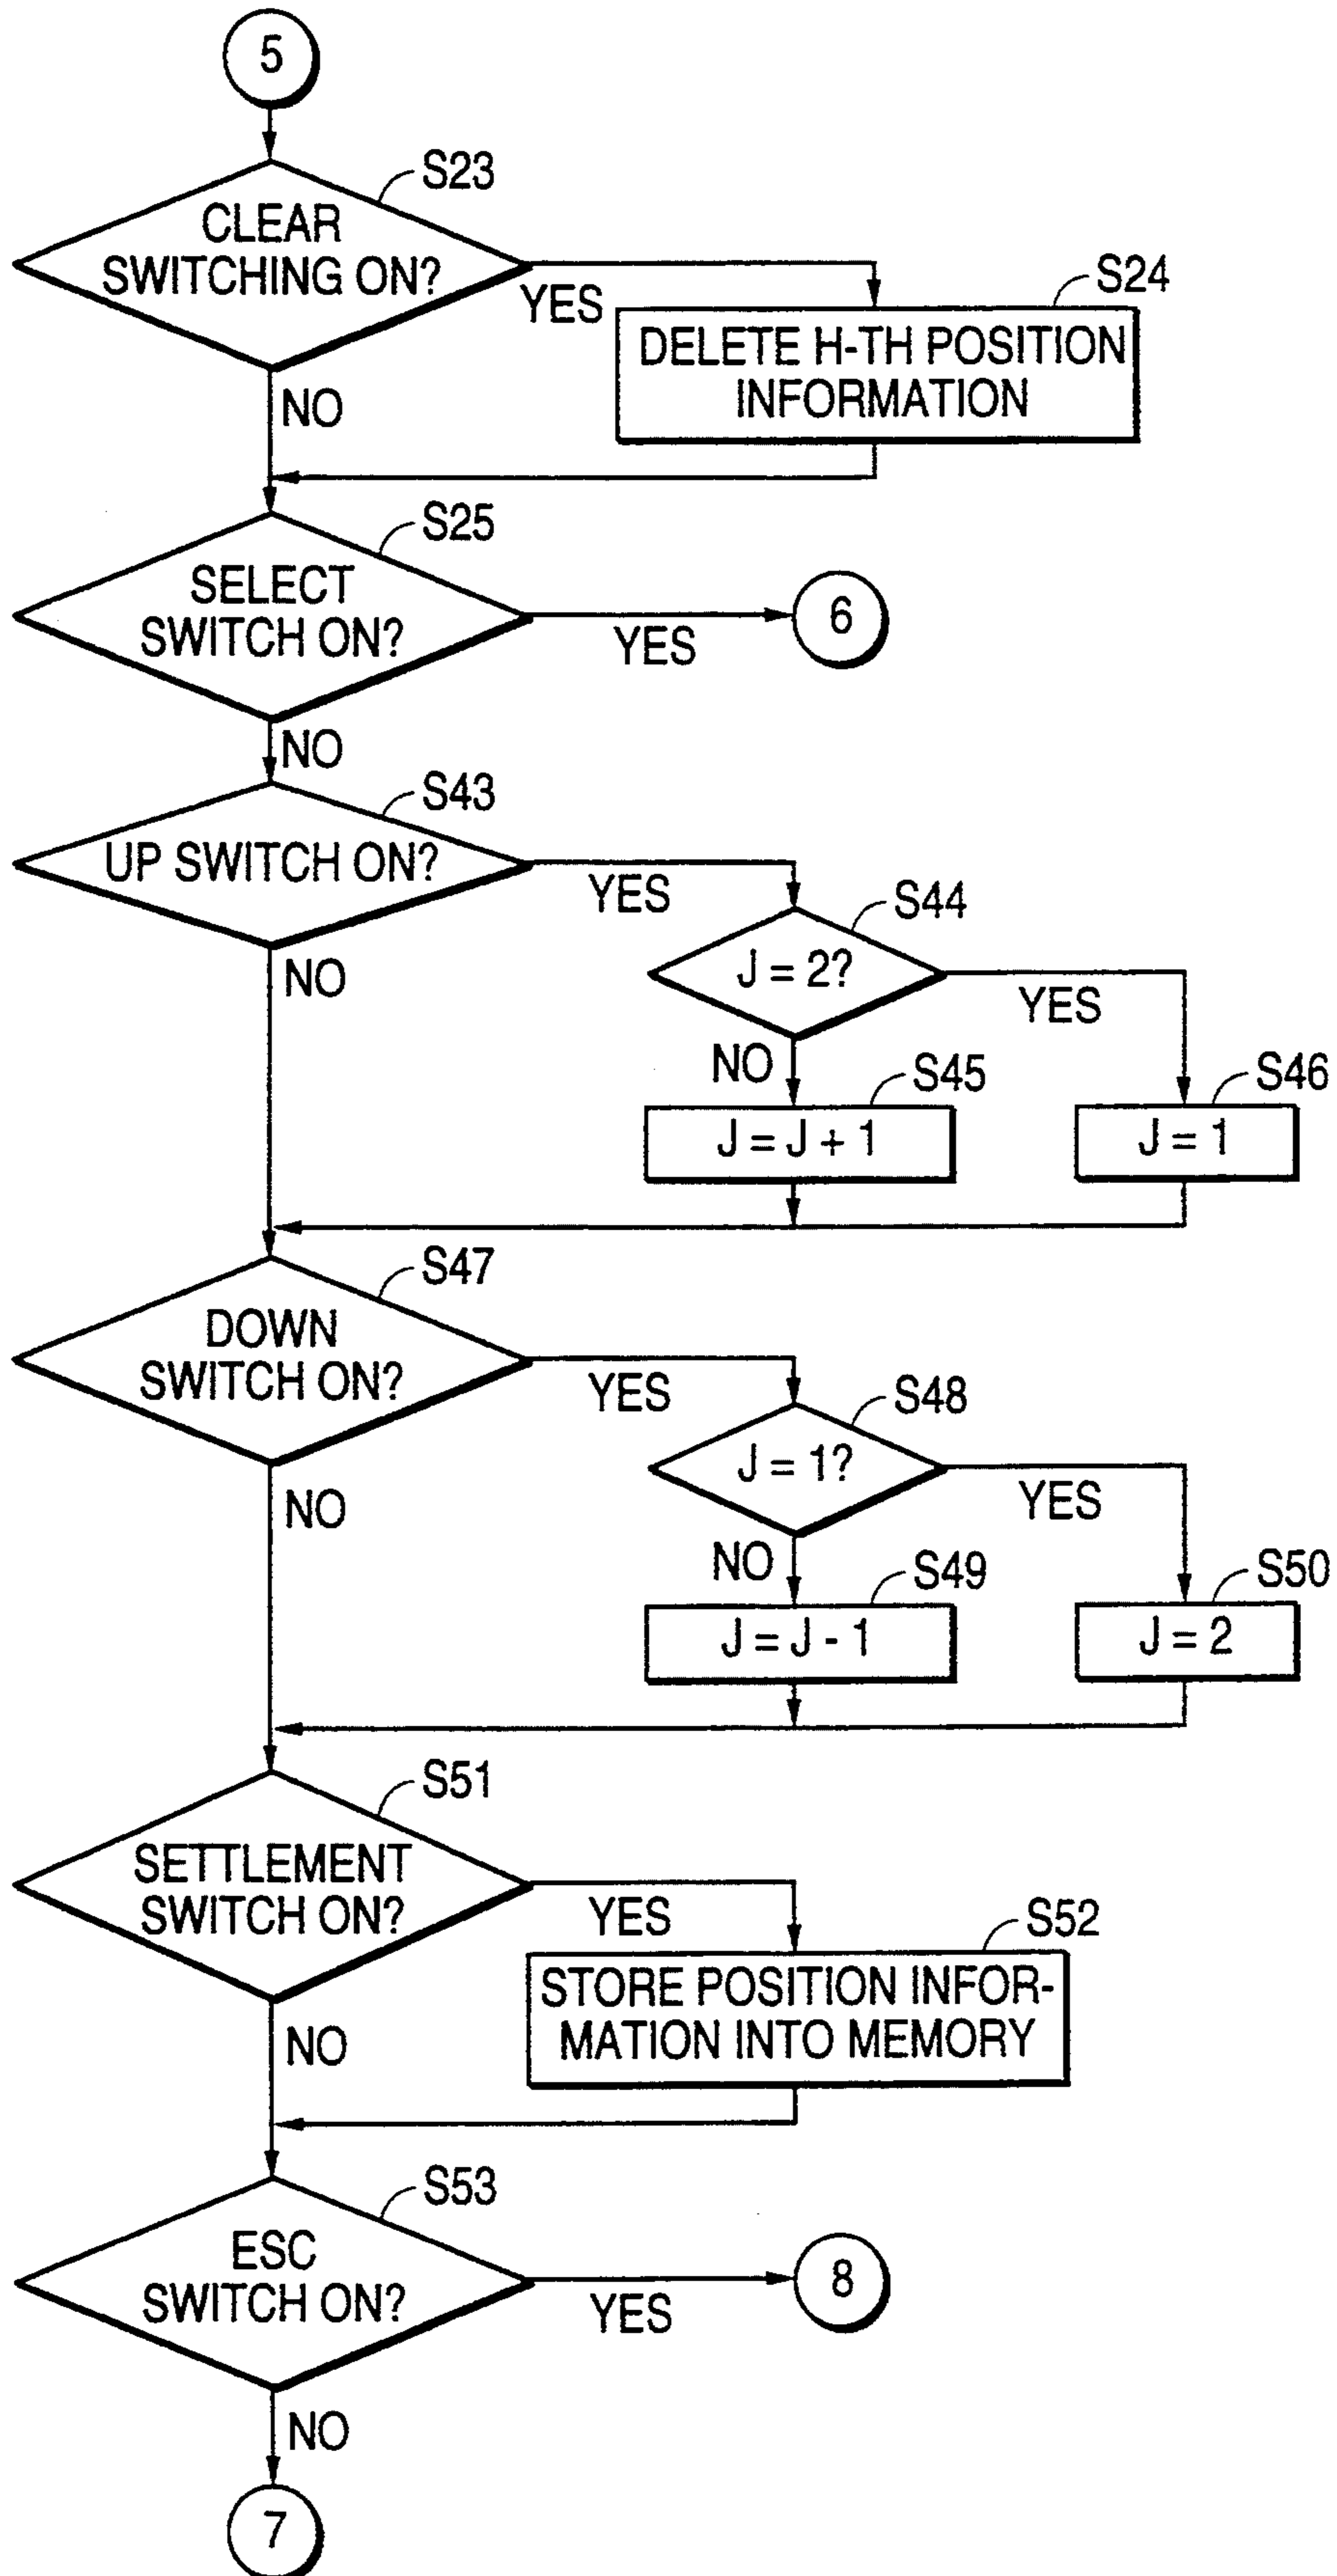 5
S23
CLEAR
SWITCHING ON?
YES
S24
DELETE H-TH POSITION
INFORMATION
NO
S25
SELECT
SWITCH ON?
YES
6
NO
S43
UP SWITCH ON?
YES
S44
J = 2?
YES
NO
NO
S45
J = J + 1
S46
J = 1
S47
DOWN
SWITCH ON?
YES
S48
J = 1?
YES
NO
NO
S49
J = J - 1
S50
J = 2
S51
SETTLEMENT
SWITCH ON?
YES
S52
STORE POSITION INFOR-
MATION INTO MEMORY
NO
S53
ESC
SWITCH ON?
YES
8
NO
7